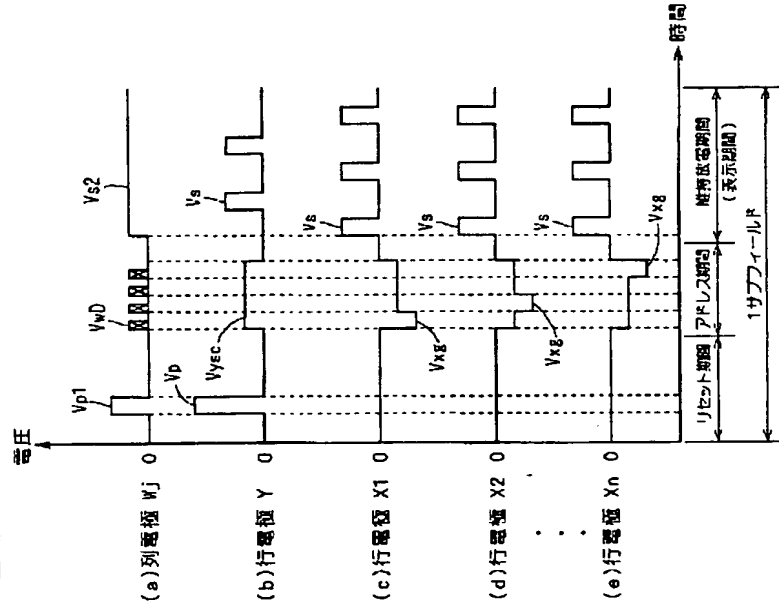 電圧
(a)列電極 Wj 0
Vp1
VwD
Vs2
(b)行電極 Y 0
Vp
Vysc
Vs
(c)行電極 X1 0
Vxg
Vs
(d)行電極 X2 0
Vxg
Vs
・・・
(e)行電極 Xn 0
Vxg
Vs
時間
リセット期間
アドレス期間
維持放電期間
(表示期間)
1サブフィールド